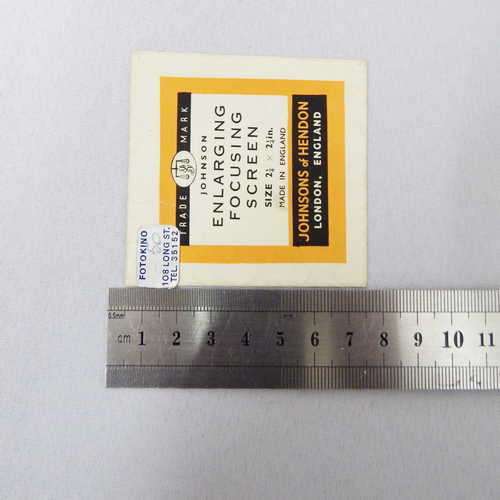 TRADE MARK
JOHNSON
ENLARGING
FOCUSING
SCREEN
SIZE 2¼ × 2¼in.
MADE IN ENGLAND
JOHNSONS of HENDON
LONDON, ENGLAND
FOTOKINO
108 LONG ST.
TEL. 35152
0.5mm
cm 1 2 3 4 5 6 7 8 9 10 11